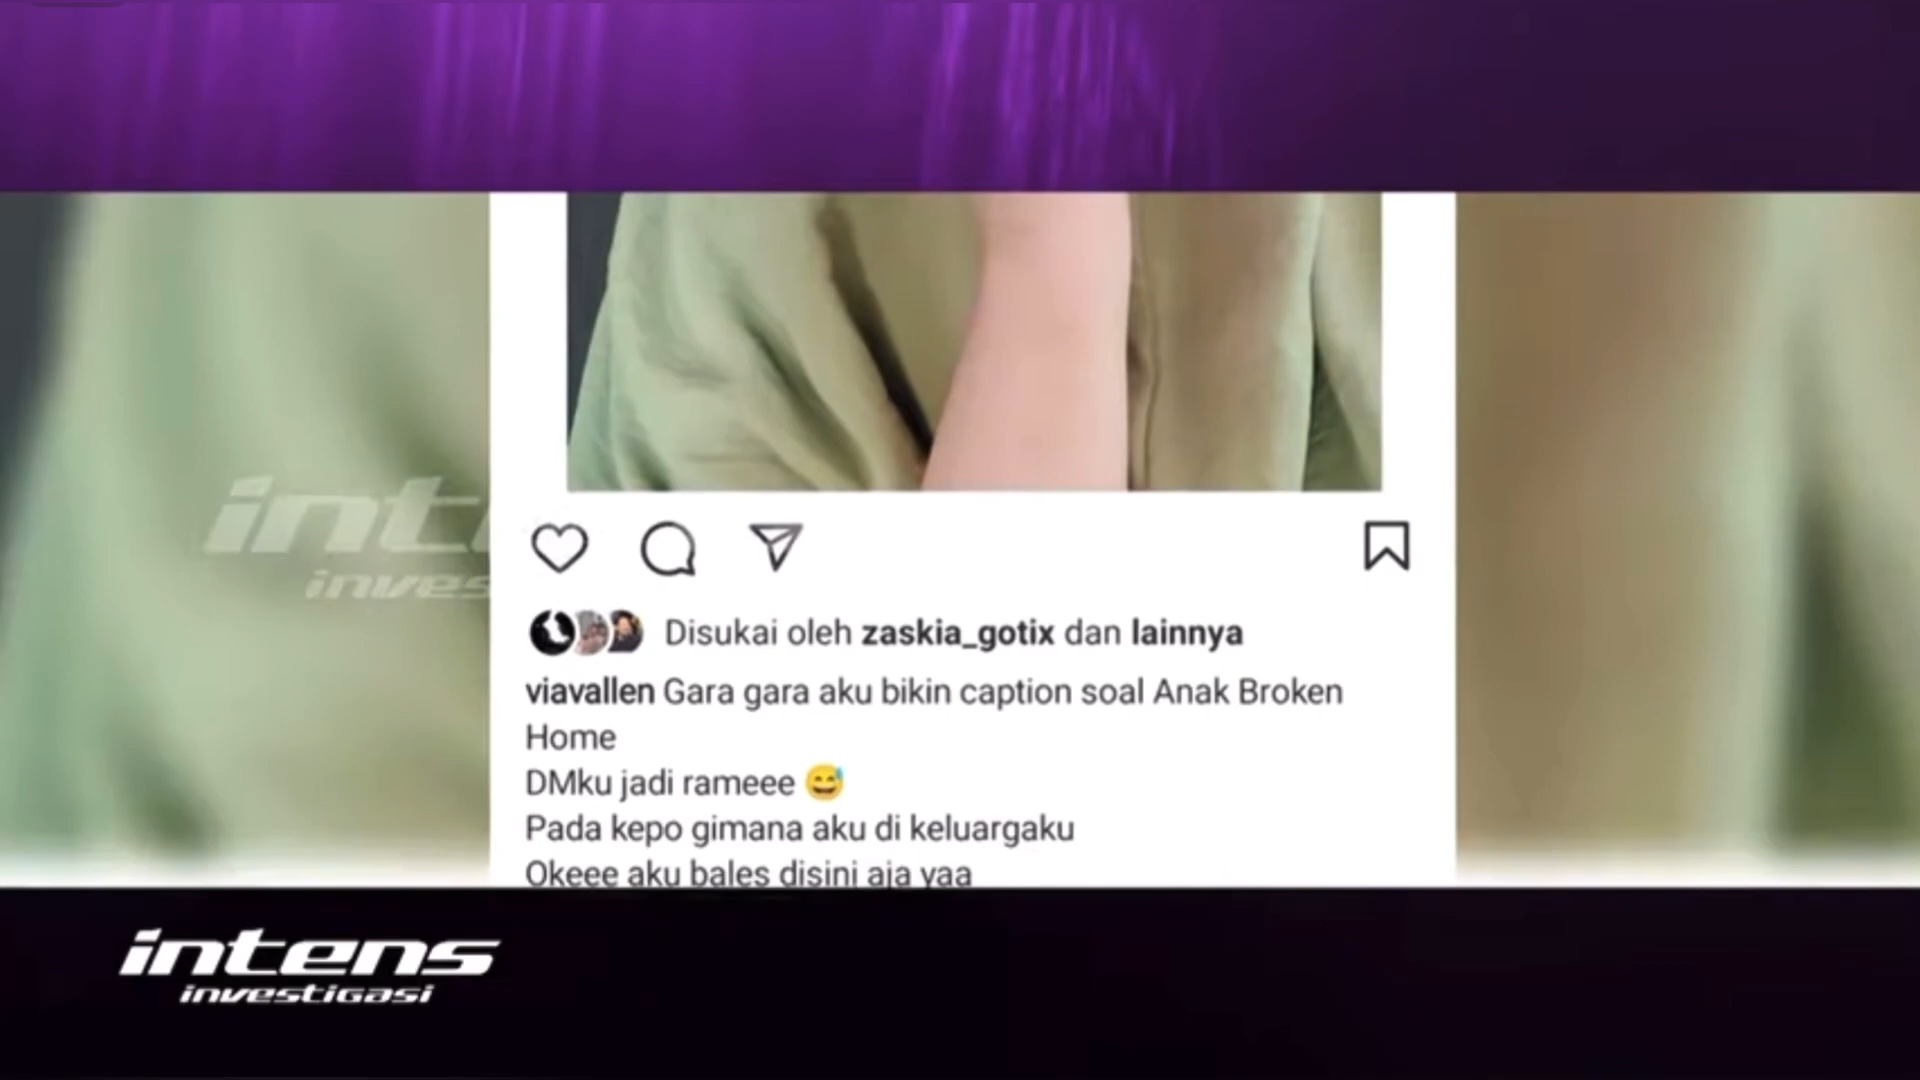 Disukai oleh zaskia_gotix dan lainnya
viavallen Gara gara aku bikin caption soal Anak Broken
Home
DMku jadi rameee 😅
Pada kepo gimana aku di keluargaku
Okeee aku bales disini aja yaa
intens
investigasi